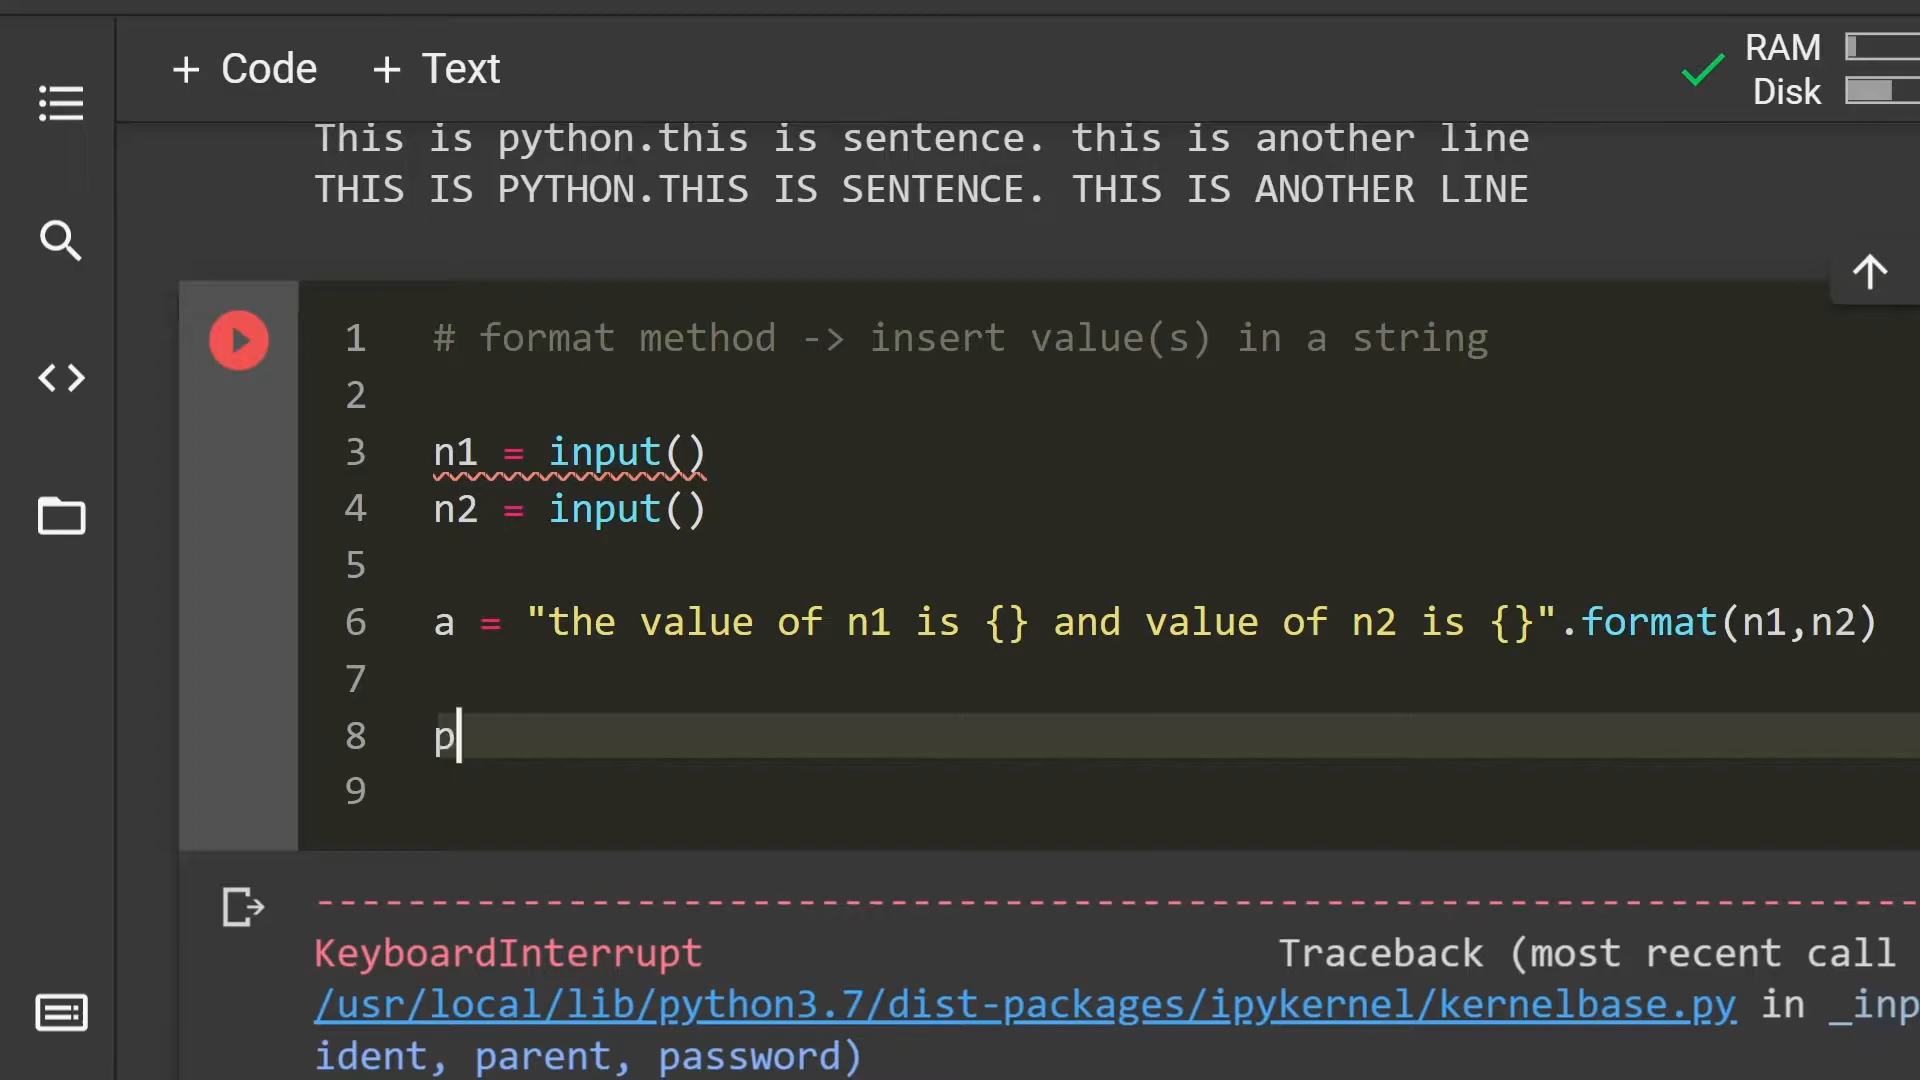 + Code + Text
RAM
Disk
This is python.this is sentence. this is another line
THIS IS PYTHON.THIS IS SENTENCE. THIS IS ANOTHER LINE
1 # format method -> insert value(s) in a string
2
3 n1 = input()
4 n2 = input()
5
6 a = "the value of n1 is {} and value of n2 is {}".format(n1,n2)
7
8 p
9
---------------------------------------------------------------------
KeyboardInterrupt Traceback (most recent call
/usr/local/lib/python3.7/dist-packages/ipykernel/kernelbase.py in _inp
ident, parent, password)